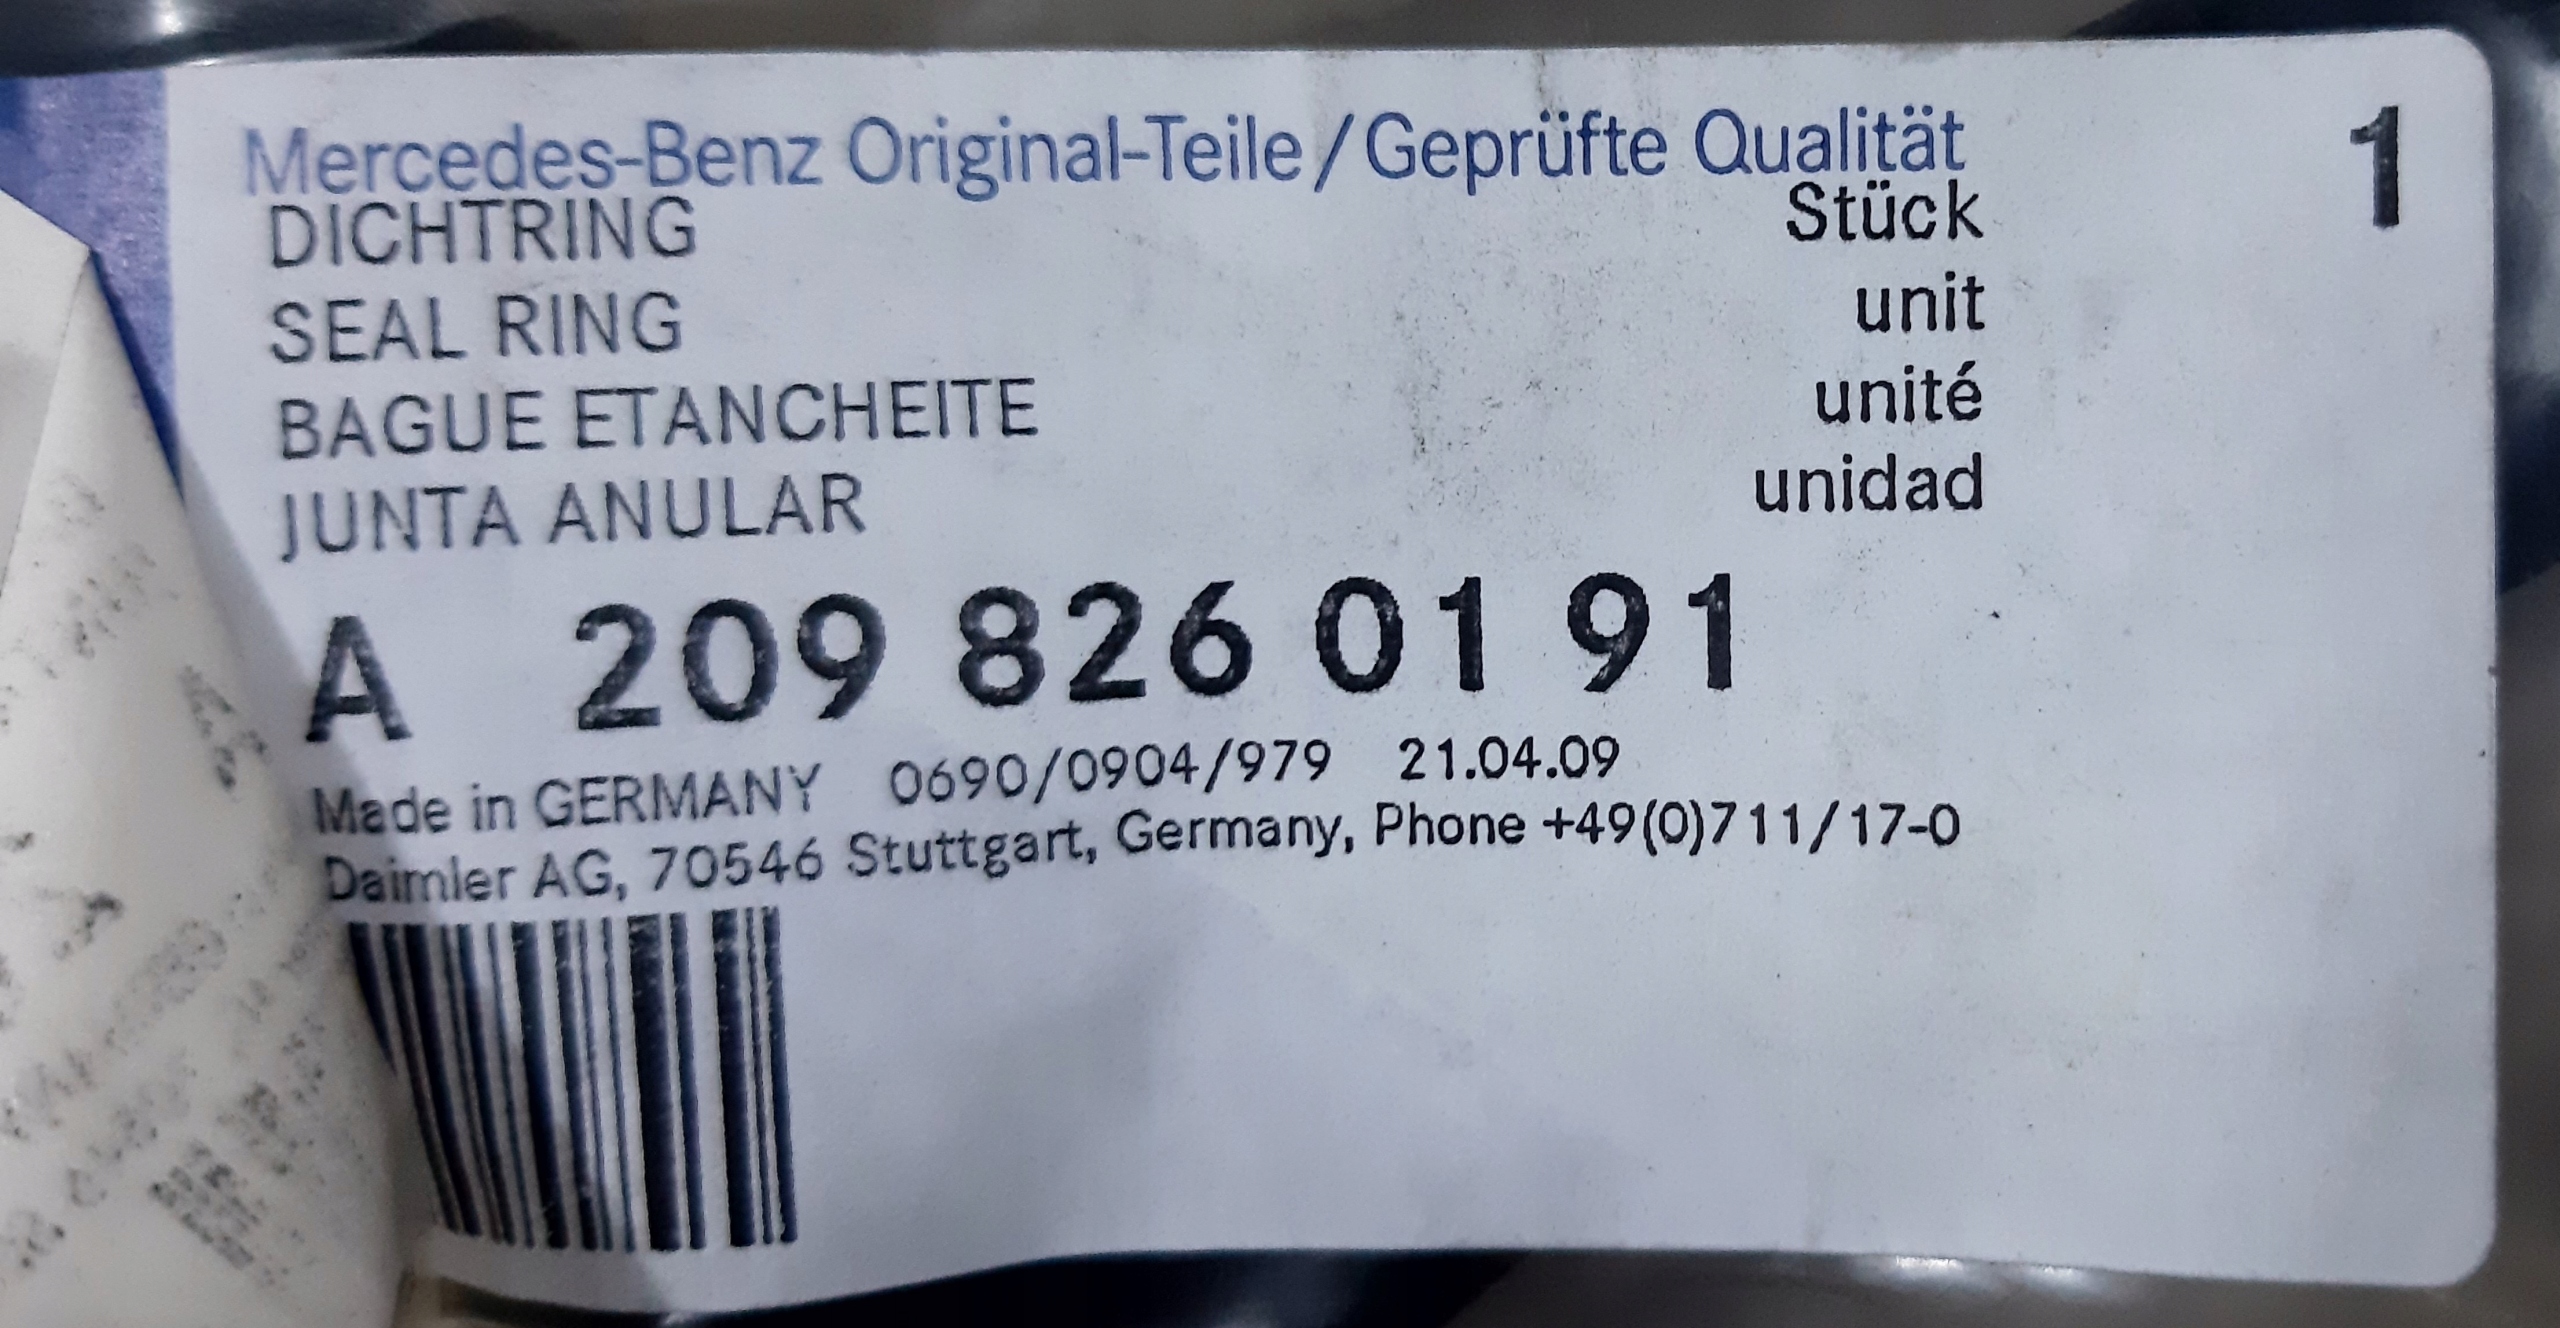 Mercedes-Benz Original-Teile/Geprüfte Qualität
1
DICHTRING
Stück
SEAL RING
unit
BAGUE ETANCHEITE
unité
JUNTA ANULAR
unidad
A 209 826 01 91
Made in GERMANY 0690/0904/979 21.04.09
Daimler AG, 70546 Stuttgart, Germany, Phone +49(0)711/17-0